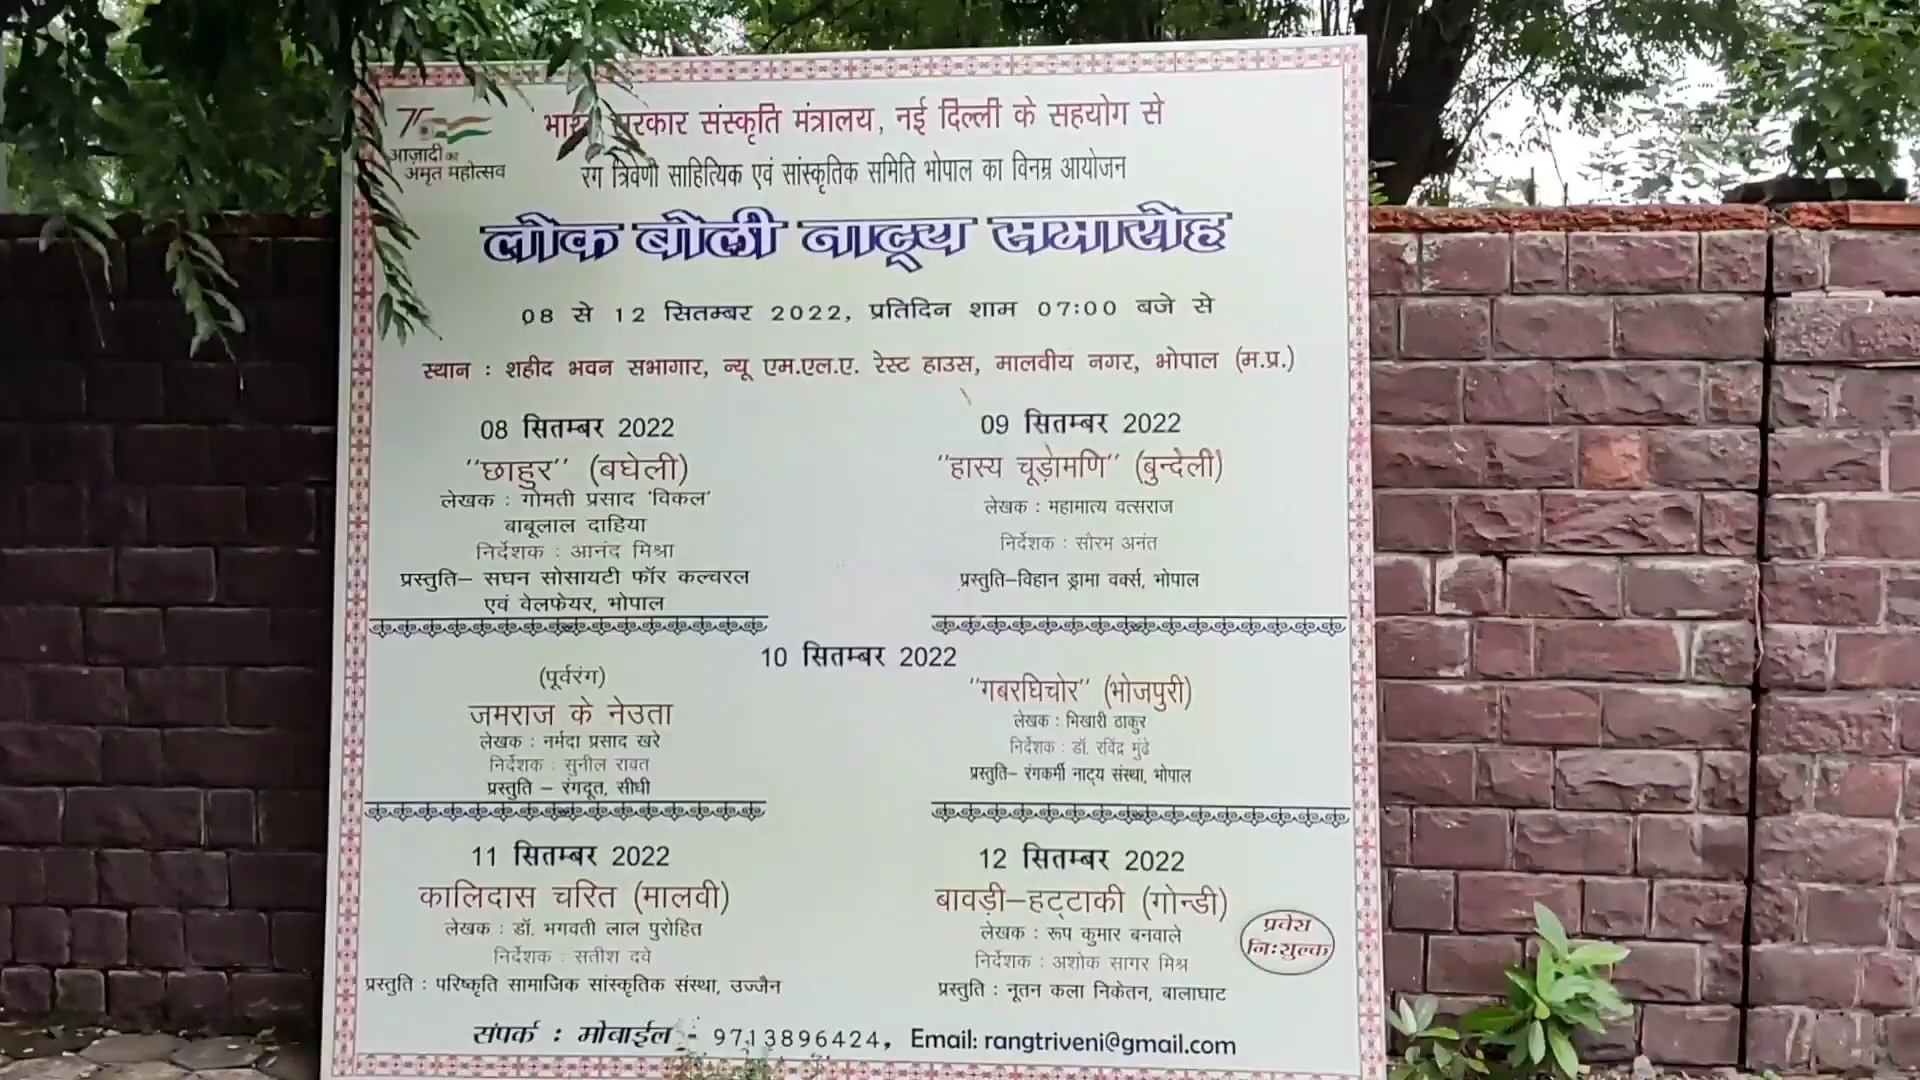 आज़ादी का
अमृत महोत्सव
सरकार संस्कृति मंत्रालय, नई दिल्ली के सहयोग से
रंग त्रिवेणी साहित्यिक एवं सांस्कृतिक समिति भोपाल का विनम्र आयोजन
लोक बोली नाट्य समारोह
08 से 12 सितम्बर 2022, प्रतिदिन शाम 07:00 बजे से
स्थान : शहीद भवन सभागार, न्यू एम.एल.ए. रेस्ट हाउस, मालवीय नगर, भोपाल (म.प्र.)
08 सितम्बर 2022
"छाहुर" (बघेली)
लेखक : गोमती प्रसाद 'विकल'
बाबूलाल दाहिया
निर्देशक : आनंद मिश्रा
प्रस्तुति– सघन सोसायटी फॉर कल्चरल
एवं वेलफेयर, भोपाल
09 सितम्बर 2022
"हास्य चूड़ामणि" (बुन्देली)
लेखक : महामात्य वत्सराज
निर्देशक : सौरभ अनंत
प्रस्तुति–विहान ड्रामा वर्क्स, भोपाल
10 सितम्बर 2022
(पूर्वरंग)
जमराज के नेउता
लेखक : नर्मदा प्रसाद खरे
निर्देशक : सुनील रावत
प्रस्तुति – रंगदूत, सीधी
"गबरघिचोर" (भोजपुरी)
लेखक : भिखारी ठाकुर
निर्देशक : डॉ. रविंद्र मुंढे
प्रस्तुति– रंगकर्मी नाट्य संस्था, भोपाल
11 सितम्बर 2022
कालिदास चरित (मालवी)
लेखक : डॉ. भगवती लाल पुरोहित
निर्देशक : सतीश दवे
प्रस्तुति : परिष्कृति सामाजिक सांस्कृतिक संस्था, उज्जैन
12 सितम्बर 2022
बावड़ी–हट्टाकी (गोन्डी)
लेखक : रूप कुमार बनवाले
निर्देशक : अशोक सागर मिश्र
प्रस्तुति : नूतन कला निकेतन, बालाघाट
प्रवेश
निःशुल्क
संपर्क : मोबाईल - 9713896424, Email: rangtriveni@gmail.com